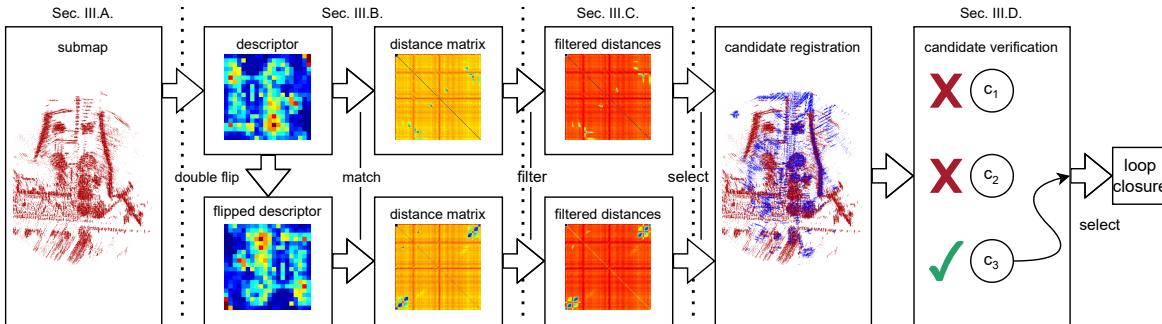 Sec. III.A.
Sec. III.B.
Sec. III.C.
Sec. III.D.
submap
descriptor
distance matrix
filtered distances
candidate registration
candidate verification
c1
c2
c3
double flip
match
filter
select
flipped descriptor
distance matrix
filtered distances
loop
closure
select